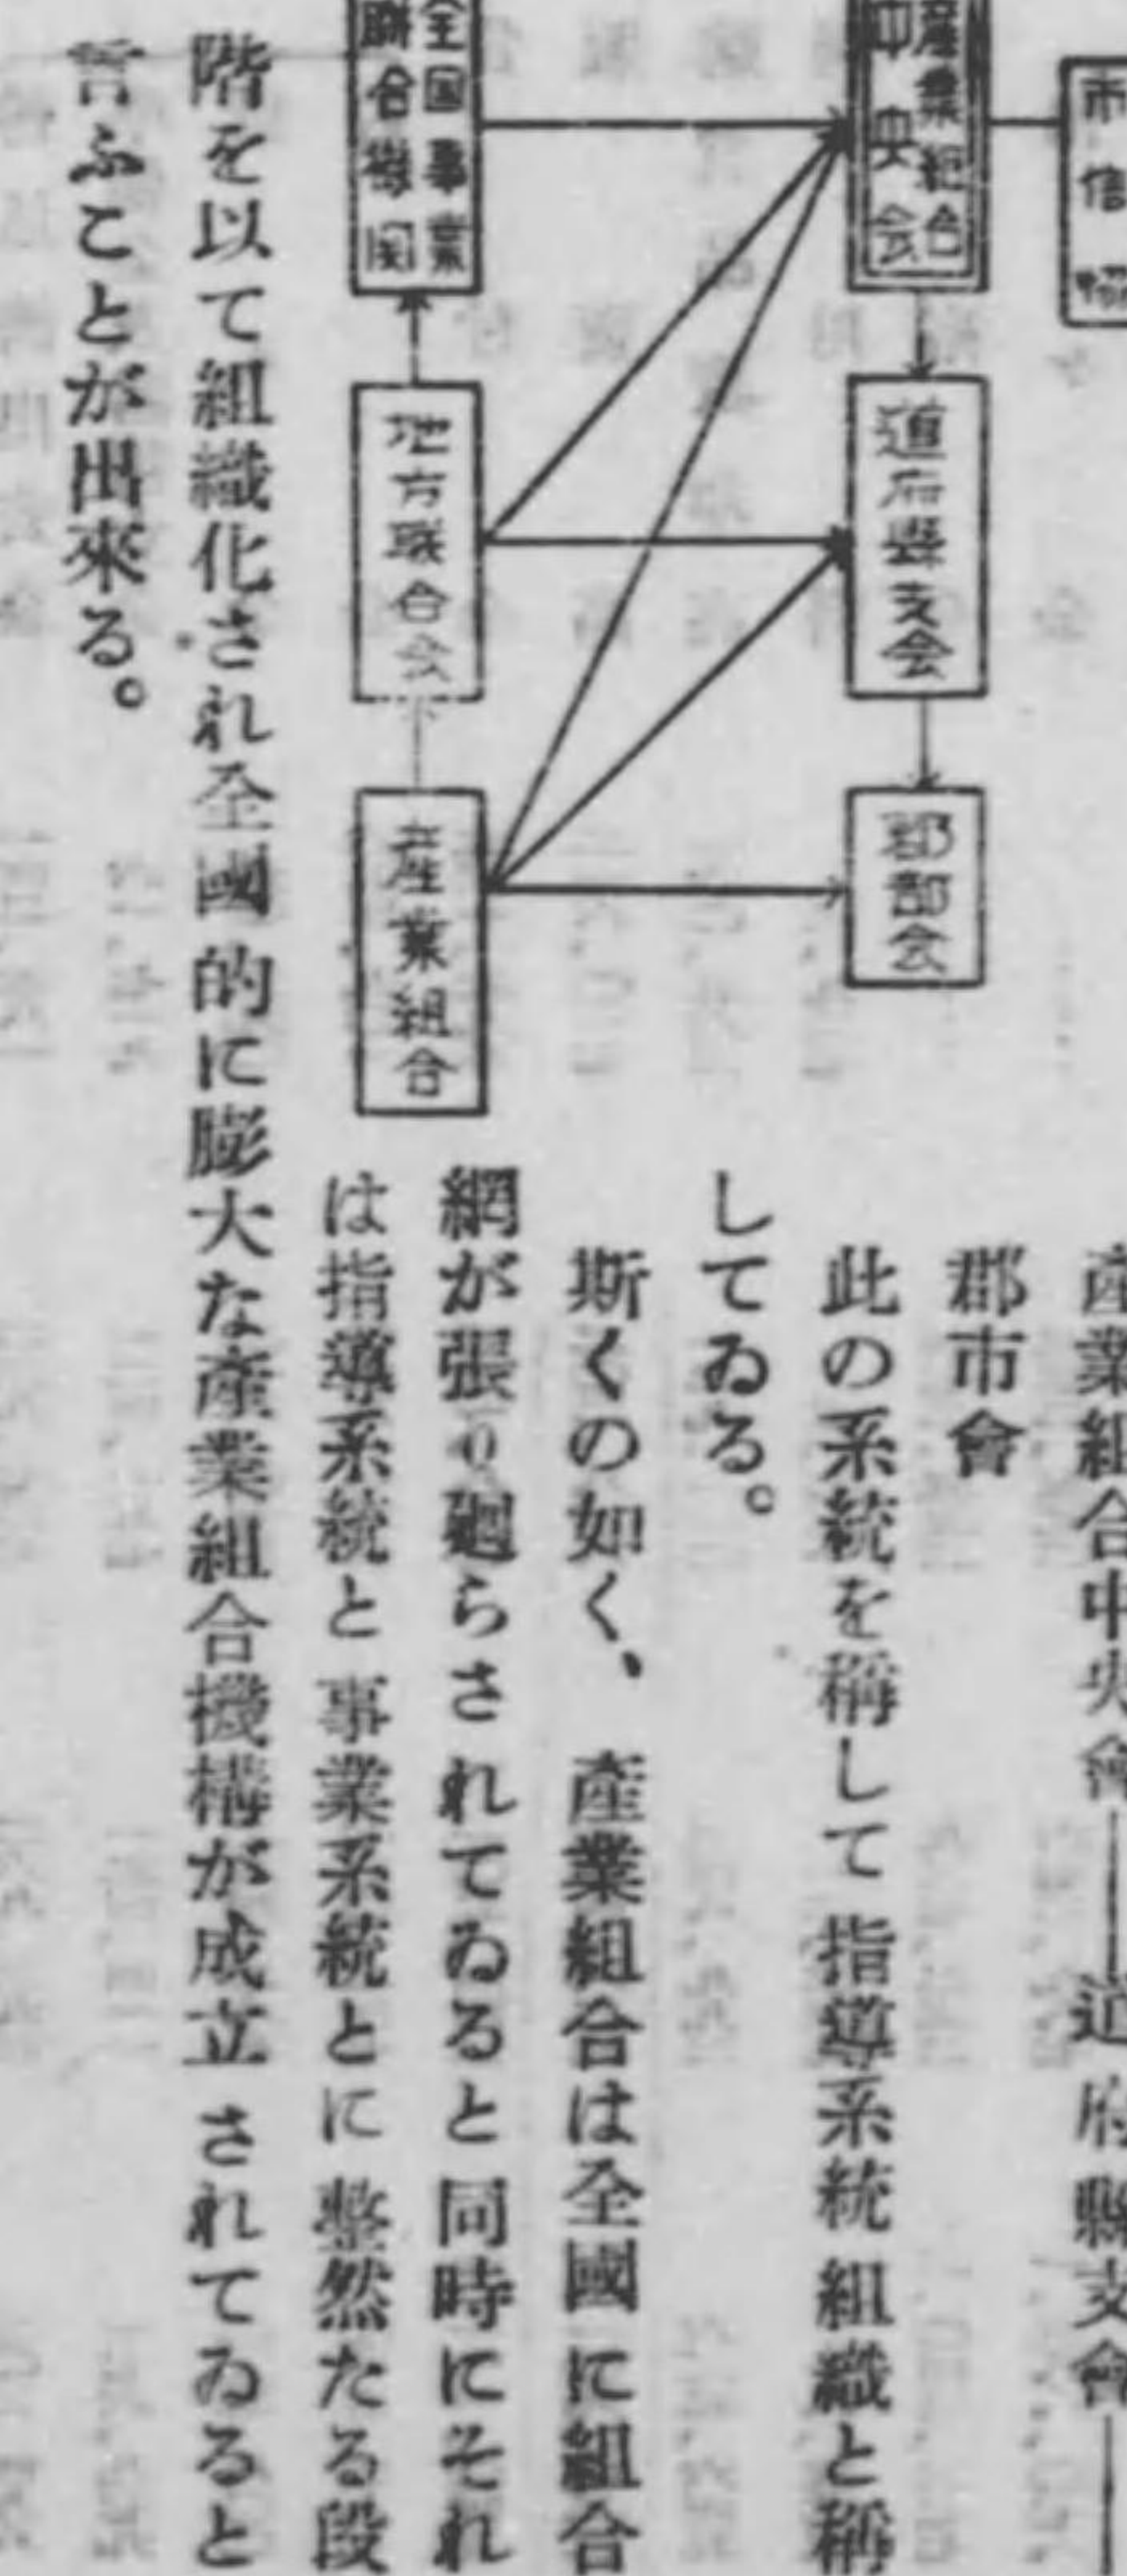 市信
産業組合
中央会
道府縣支会
郡部会
全国事業
聯合機関
地方聯合会
産業組合
産業組合中央會――道府縣支會――
郡市會
此の系統を稱して指導系統組織と稱
してゐる。
斯くの如く、産業組合は全國に組合
網が張り廻らされてゐると同時にそれ
は指導系統と事業系統とに整然たる段
階を以て組織化され全國的に膨大な産業組合機構が成立されてゐると
言ふことが出來る。